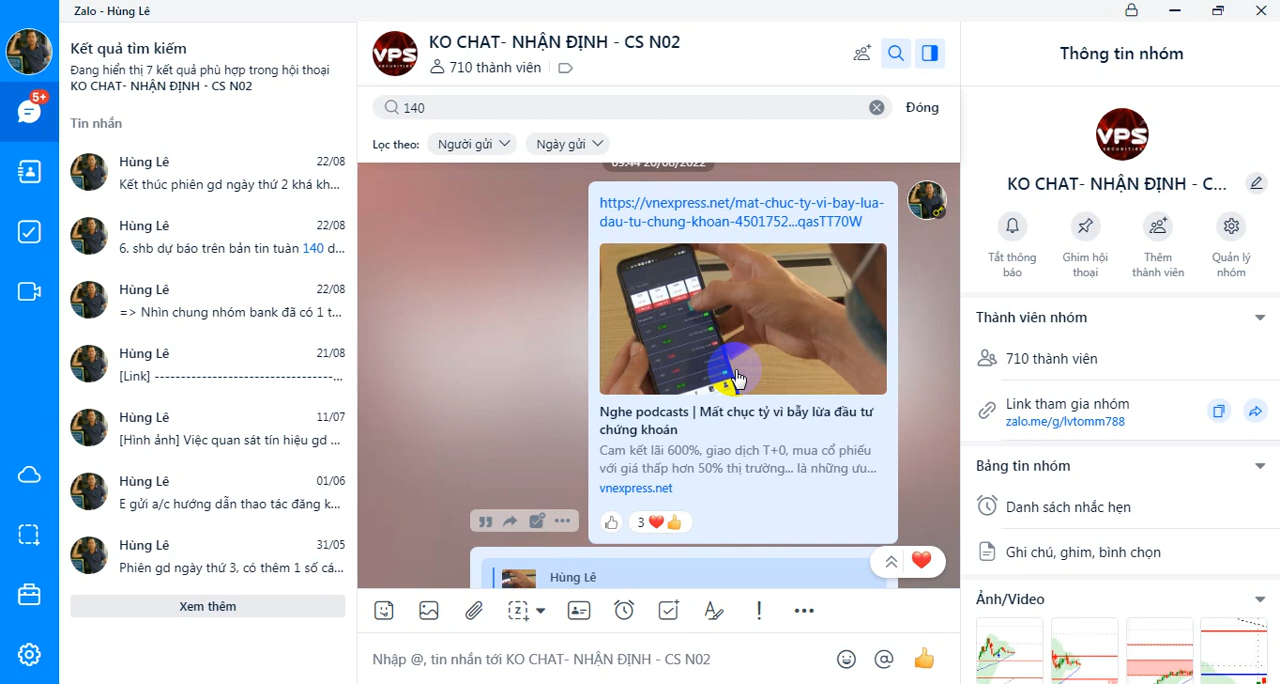 Zalo - Hùng Lê
5+
Kết quả tìm kiếm
Đang hiển thị 7 kết quả phù hợp trong hội thoại
KO CHAT- NHẬN ĐỊNH - CS N02
Tin nhắn
Hùng Lê 22/08
Kết thúc phiên gd ngày thứ 2 khá kh...
Hùng Lê 22/08
6. shb dự báo trên bản tin tuàn 140 d...
Hùng Lê 22/08
=> Nhìn chung nhóm bank đã có 1 t...
Hùng Lê 21/08
[Link] ----------------------------------...
Hùng Lê 11/07
[Hình ảnh] Việc quan sát tín hiệu gd ...
Hùng Lê 01/06
E gửi a/c hướng dẫn thao tác đăng k...
Hùng Lê 31/05
Phiên gd ngày thứ 3, có thêm 1 số cá...
Xem thêm
VPS
SECURITIES
KO CHAT- NHẬN ĐỊNH - CS N02
710 thành viên
140
Đóng
Lọc theo: Người gửi Ngày gửi
09:44 20/08/2022
https://vnexpress.net/mat-chuc-ty-vi-bay-lua-
dau-tu-chung-khoan-4501752...qasTT70W
Nghe podcasts | Mất chục tỷ vì bẫy lừa đầu tư
chứng khoán
Cam kết lãi 600%, giao dịch T+0, mua cổ phiếu
với giá thấp hơn 50% thị trường... là những ưu...
vnexpress.net
3
Hùng Lê
Nhập @, tin nhắn tới KO CHAT- NHẬN ĐỊNH - CS N02
Thông tin nhóm
VPS
SECURITIES
KO CHAT- NHẬN ĐỊNH - C...
Tắt thông
báo
Ghim hội
thoại
Thêm
thành viên
Quản lý
nhóm
Thành viên nhóm
710 thành viên
Link tham gia nhóm
zalo.me/g/lvtomm788
Bảng tin nhóm
Danh sách nhắc hẹn
Ghi chú, ghim, bình chọn
Ảnh/Video